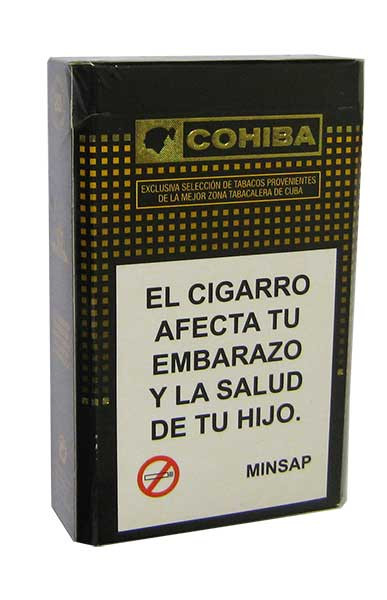 COHIBA
EXCLUSIVA SELECCIÓN DE TABACOS PROVENIENTES
DE LA MEJOR ZONA TABACALERA DE CUBA
EL CIGARRO
AFECTA TU
EMBARAZO
Y LA SALUD
DE TU HIJO.
MINSAP